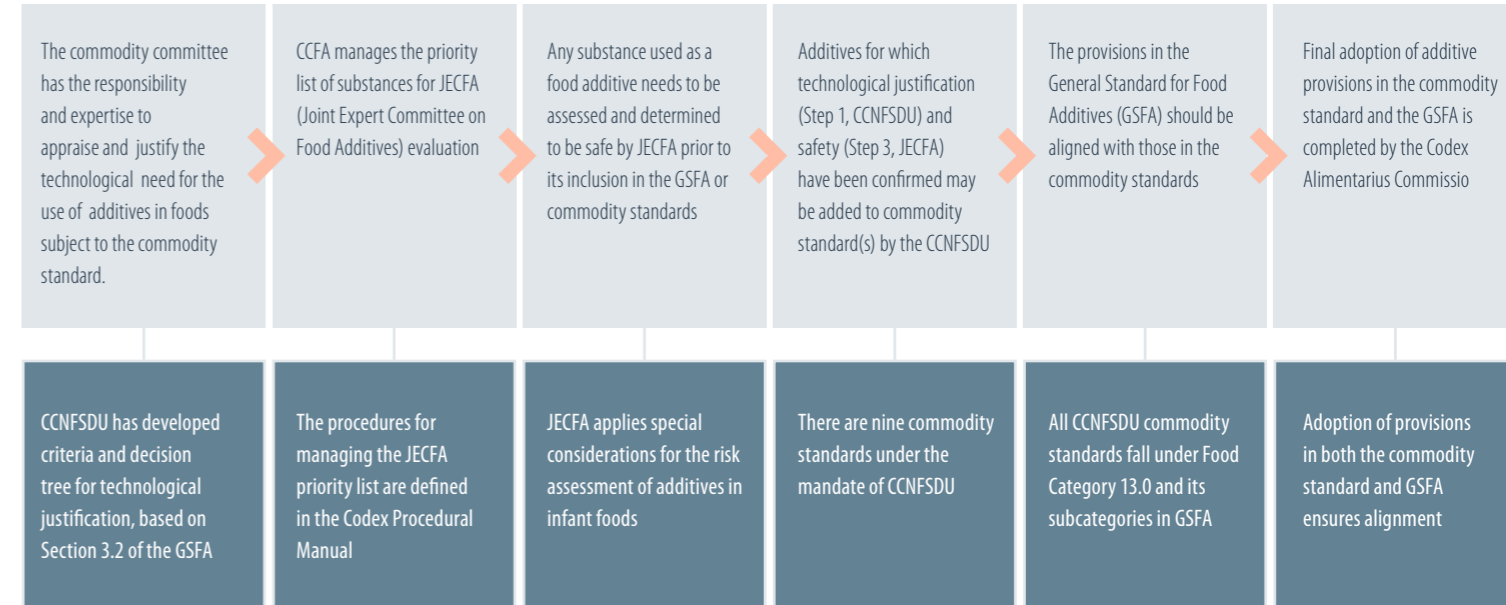 The commodity committee
has the responsibility
and expertise to
appraise and justify the
technological need for the
use of additives in foods
subject to the commodity
standard.
CCFA manages the priority
list of substances for JECFA
(Joint Expert Committee on
Food Additives) evaluation
Any substance used as a
food additive needs to be
assessed and determined
to be safe by JECFA prior to
its inclusion in the GSFA or
commodity standards
Additives for which
technological justification
(Step 1, CCNFSDU) and
safety (Step 3, JECFA)
have been confirmed may
be added to commodity
standard(s) by the CCNFSDU
The provisions in the
General Standard for Food
Additives (GSFA) should be
aligned with those in the
commodity standards
Final adoption of additive
provisions in the commodity
standard and the GSFA is
completed by the Codex
Alimentarius Commissio
CCNFSDU has developed
criteria and decision
tree for technological
justification, based on
Section 3.2 of the GSFA
The procedures for
managing the JECFA
priority list are defined
in the Codex Procedural
Manual
JECFA applies special
considerations for the risk
assessment of additives in
infant foods
There are nine commodity
standards under the
mandate of CCNFSDU
All CCNFSDU commodity
standards fall under Food
Category 13.0 and its
subcategories in GSFA
Adoption of provisions
in both the commodity
standard and GSFA
ensures alignment